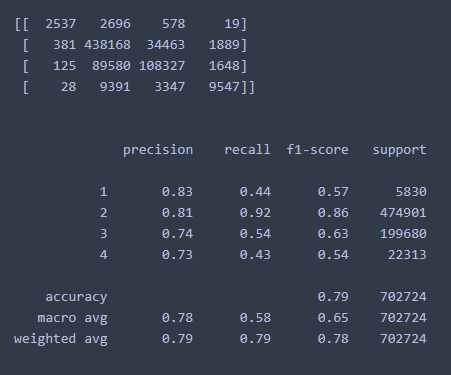 [[  2537   2696    578     19]
 [   381 438168  34463   1889]
 [   125  89580 108327   1648]
 [    28   9391   3347   9547]]
              precision    recall  f1-score   support
           1       0.83      0.44      0.57      5830
           2       0.81      0.92      0.86    474901
           3       0.74      0.54      0.63    199680
           4       0.73      0.43      0.54     22313
    accuracy                           0.79    702724
   macro avg       0.78      0.58      0.65    702724
weighted avg       0.79      0.79      0.78    702724